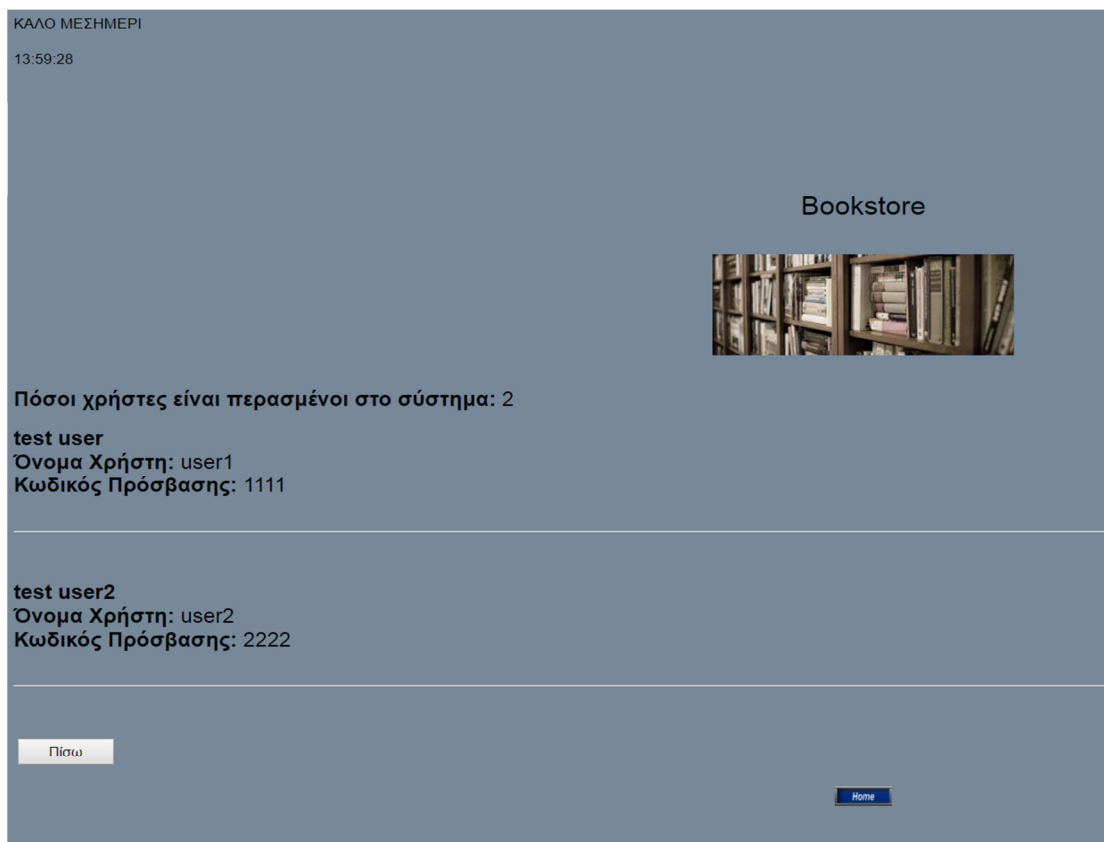 ΚΑΛΟ ΜΕΣΗΜΕΡΙ
13:59:28
Bookstore
Πόσοι χρήστες είναι περασμένοι στο σύστημα: 2
test user
Όνομα Χρήστη: user1
Κωδικός Πρόσβασης: 1111
test user2
Όνομα Χρήστη: user2
Κωδικός Πρόσβασης: 2222
Πίσω
Home